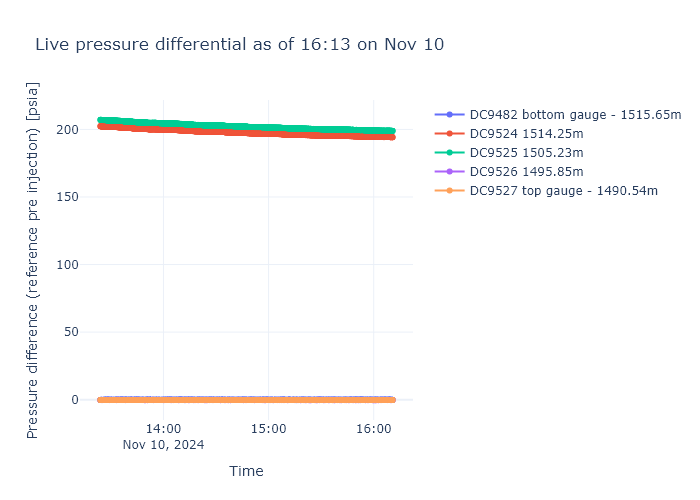 Live pressure differential as of 16:13 on Nov 10
Pressure difference (reference pre injection) [psia]
200
150
100
50
0
14:00
Nov 10, 2024
15:00
16:00
Time
DC9482 bottom gauge - 1515.65m
DC9524 1514.25m
DC9525 1505.23m
DC9526 1495.85m
DC9527 top gauge - 1490.54m